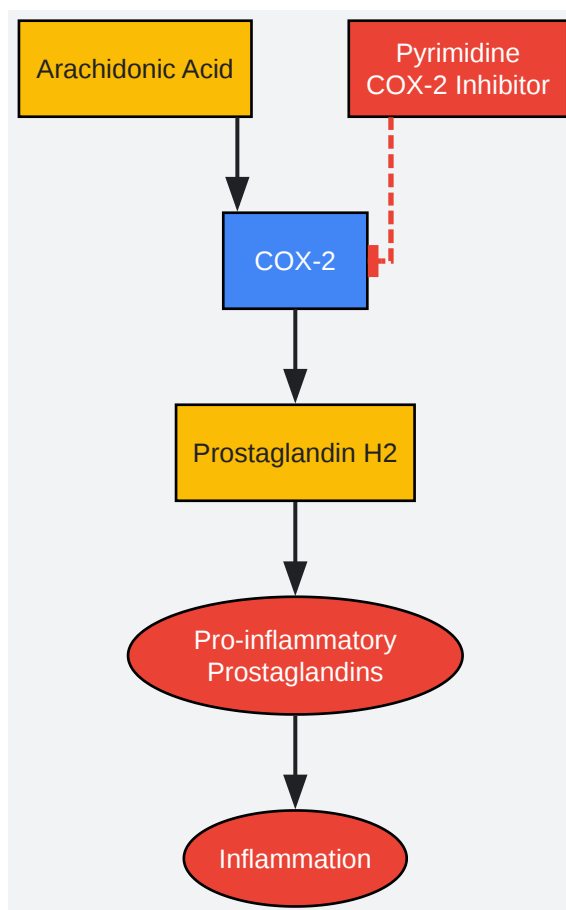 Arachidonic Acid
Pyrimidine
COX-2 Inhibitor
COX-2
Prostaglandin H2
Pro-inflammatory
Prostaglandins
Inflammation